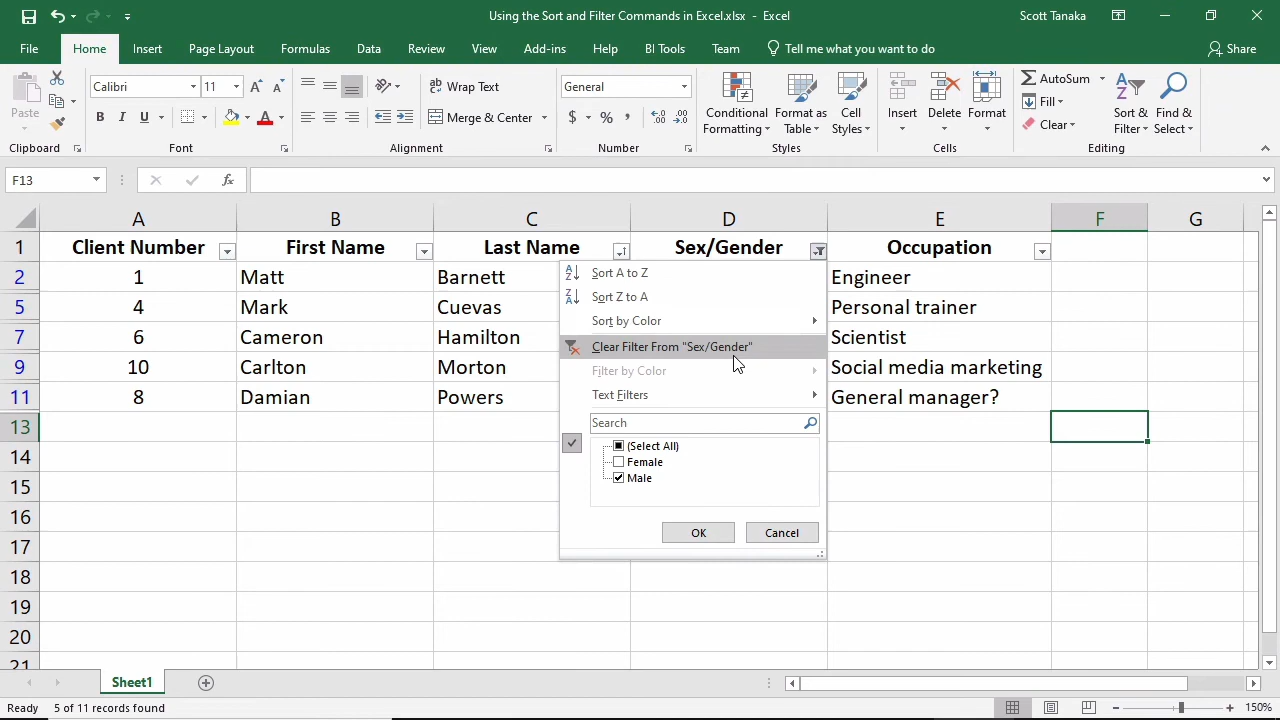 Using the Sort and Filter Commands in Excel.xlsx - Excel
Scott Tanaka
File Home Insert Page Layout Formulas Data Review View Add-ins Help BI Tools Team Tell me what you want to do Share
Paste
Calibri 11
B I U
A A
A
Wrap Text
Merge & Center
General
$ % ,
Conditional Formatting
Format as Table
Cell Styles
Insert
Delete
Format
AutoSum
Fill
Clear
Sort & Filter
Find & Select
Clipboard Font Alignment Number Styles Cells Editing
F13
fx
A B C D E F G
1 Client Number First Name Last Name Sex/Gender Occupation
2 1 Matt Barnett Engineer
5 4 Mark Cuevas Personal trainer
7 6 Cameron Hamilton Scientist
9 10 Carlton Morton Social media marketing
11 8 Damian Powers General manager?
13
14
15
16
17
18
19
20
21
Sort A to Z
Sort Z to A
Sort by Color
Clear Filter From "Sex/Gender"
Filter by Color
Text Filters
Search
(Select All)
Female
Male
OK Cancel
Sheet1
Ready 5 of 11 records found
150%